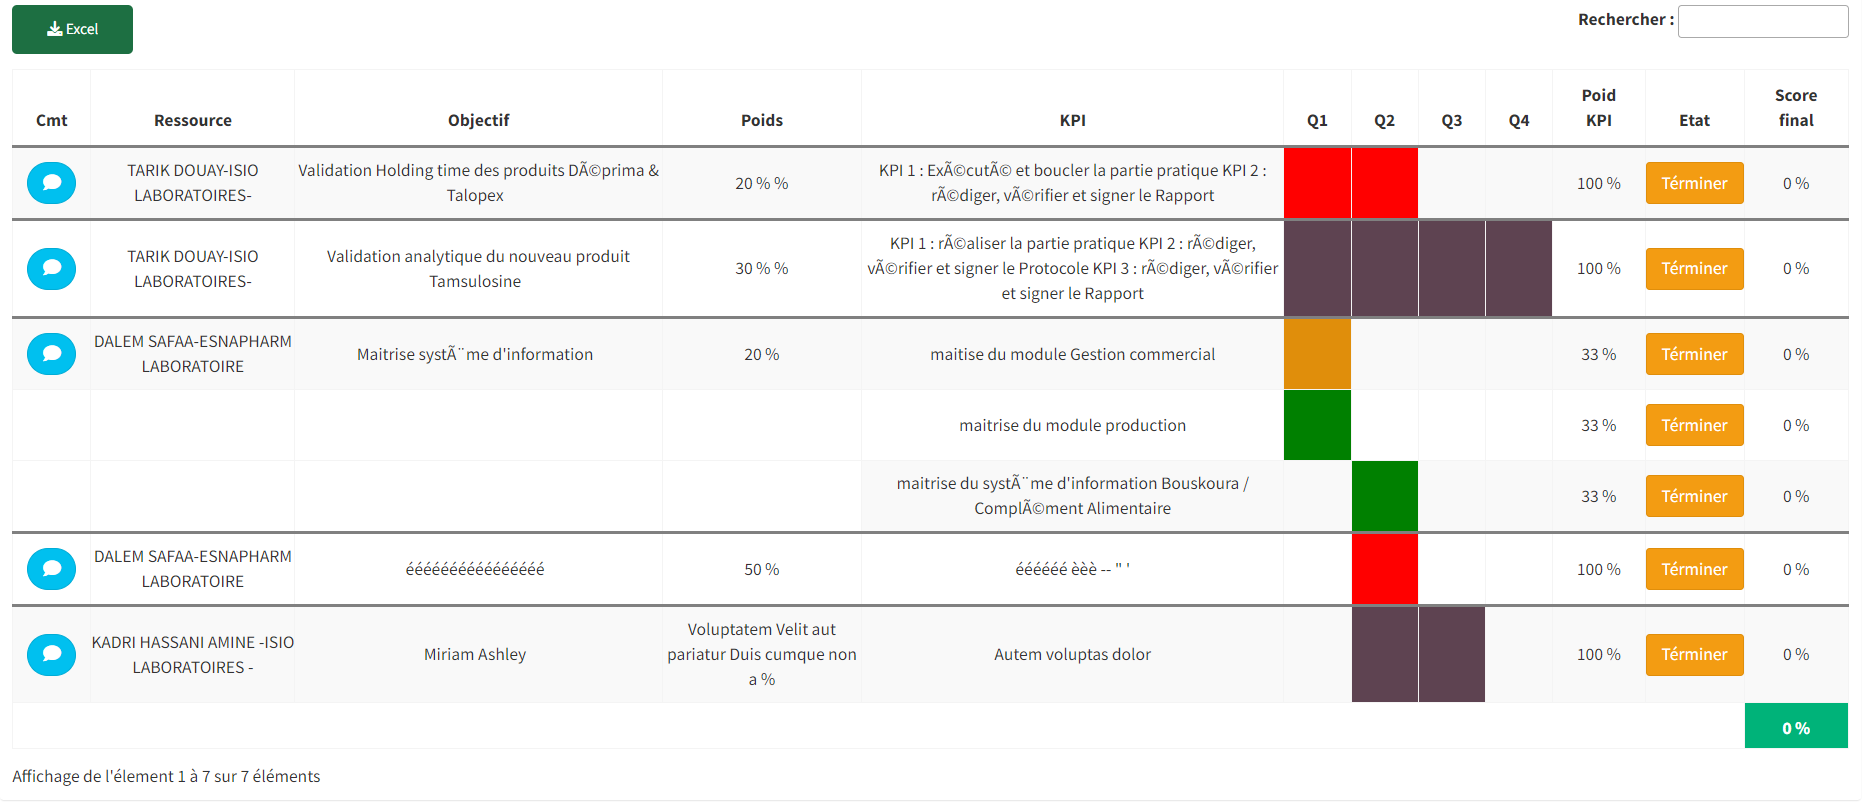 Excel
Rechercher :
Cmt
Ressource
Objectif
Poids
KPI
Q1
Q2
Q3
Q4
Poid
KPI
Etat
Score
final
TARIK DOUAY-ISIO
LABORATOIRES-
Validation Holding time des produits DÃ©prima &
Talopex
20 % %
KPI 1 : ExÃ©cutÃ© et boucler la partie pratique KPI 2 :
rÃ©diger, vÃ©rifier et signer le Rapport
100 %
Términer
0 %
TARIK DOUAY-ISIO
LABORATOIRES-
Validation analytique du nouveau produit
Tamsulosine
30 % %
KPI 1 : rÃ©aliser la partie pratique KPI 2 : rÃ©diger,
vÃ©rifier et signer le Protocole KPI 3 : rÃ©diger, vÃ©rifier
et signer le Rapport
100 %
Términer
0 %
DALEM SAFAA-ESNAPHARM
LABORATOIRE
Maitrise systÃ¨me d'information
20 %
maitise du module Gestion commercial
33 %
Términer
0 %
maitrise du module production
33 %
Términer
0 %
maitrise du systÃ¨me d'information Bouskoura /
ComplÃ©ment Alimentaire
33 %
Términer
0 %
DALEM SAFAA-ESNAPHARM
LABORATOIRE
éééééééééééééééé
50 %
éééééé èèè -- " '
100 %
Términer
0 %
KADRI HASSANI AMINE -ISIO
LABORATOIRES -
Miriam Ashley
Voluptatem Velit aut
pariatur Duis cumque non
a %
Autem voluptas dolor
100 %
Términer
0 %
0 %
Affichage de l'élement 1 à 7 sur 7 éléments